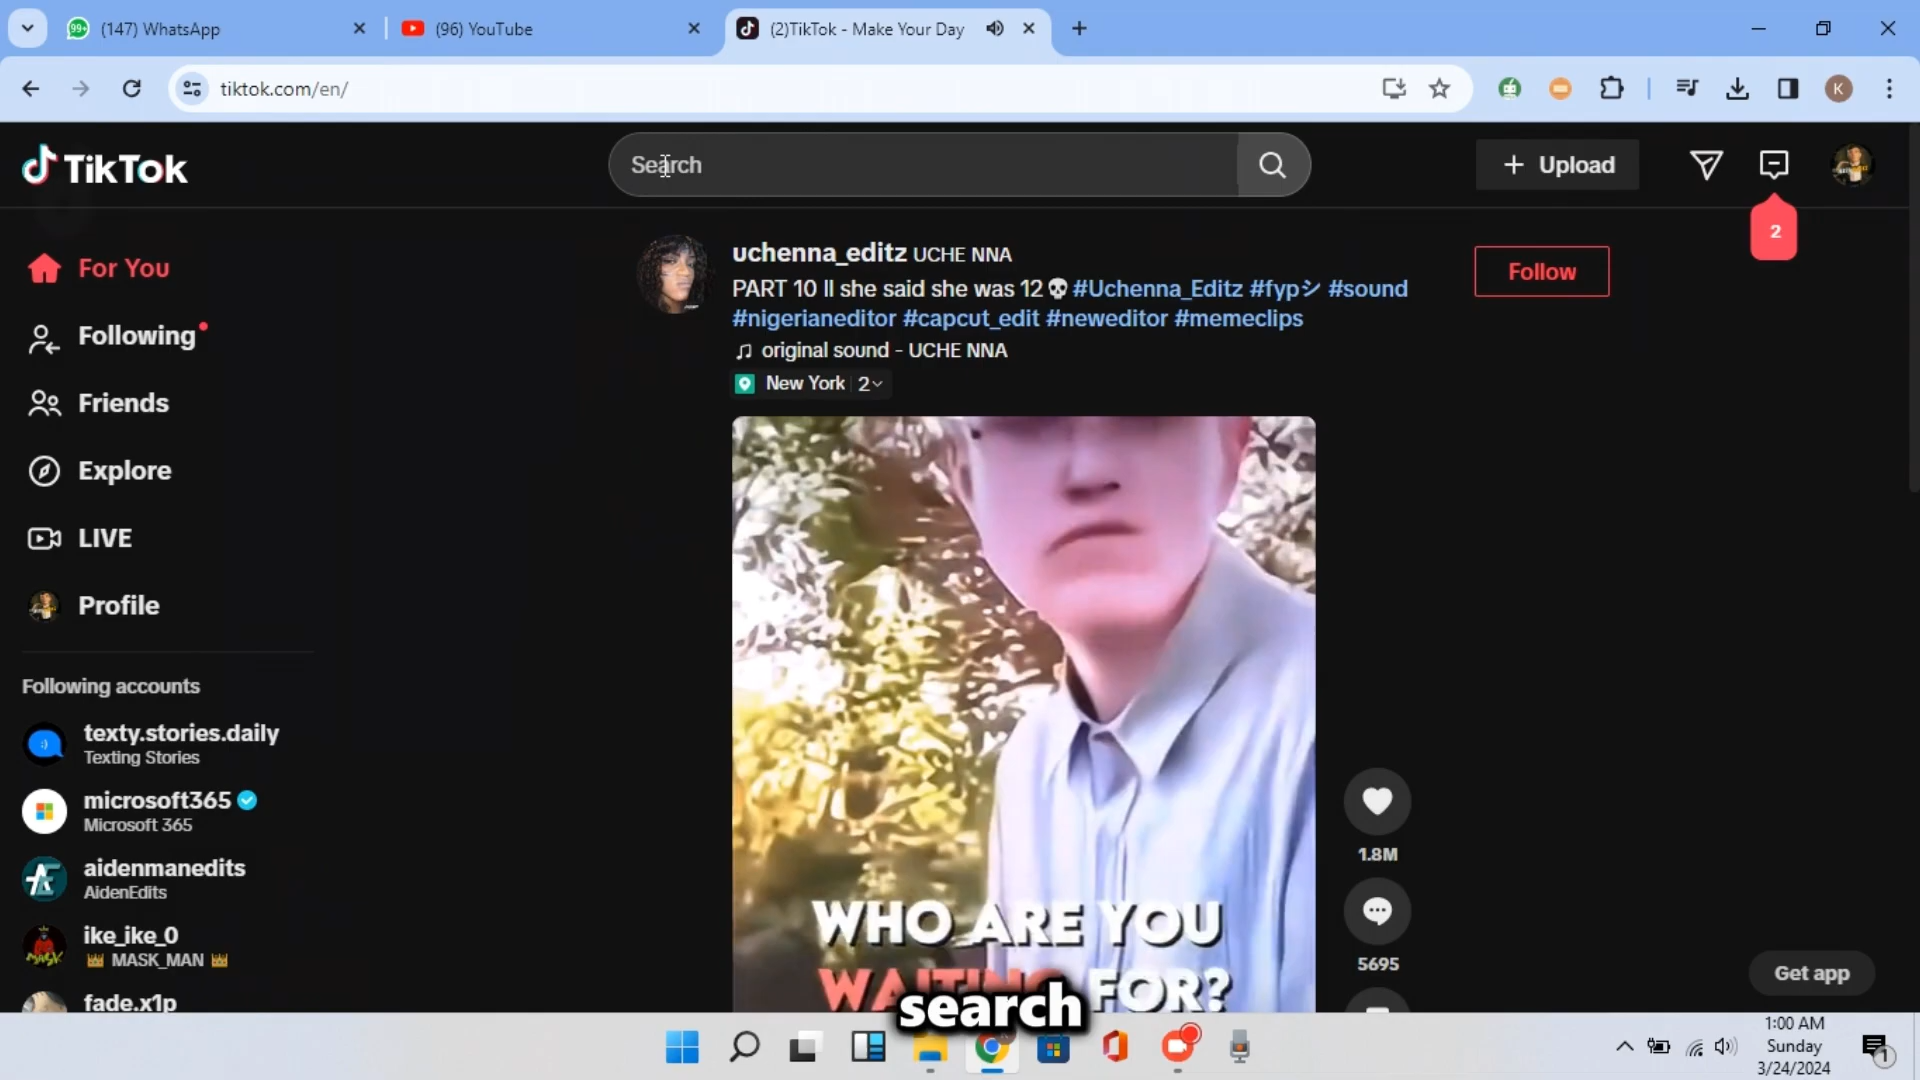 (147) WhatsApp
(96) YouTube
(2)TikTok - Make Your Day
tiktok.com/en/
K
TikTok
Search
Upload
2
For You
Following
Friends
Explore
LIVE
Profile
Following accounts
texty.stories.daily
Texting Stories
microsoft365
Microsoft 365
aidenmanedits
AidenEdits
ike_ike_0
👑 MASK_MAN 👑
fade.x1p
uchenna_editz UCHE NNA
PART 10 ll she said she was 12💀 #Uchenna_Editz #fypシ #sound
#nigerianeditor #capcut_edit #neweditor #memeclips
original sound - UCHE NNA
New York 2
Follow
WHO ARE YOU
WAITING FOR?
search
1.8M
5695
Get app
1:00 AM
Sunday
3/24/2024
1